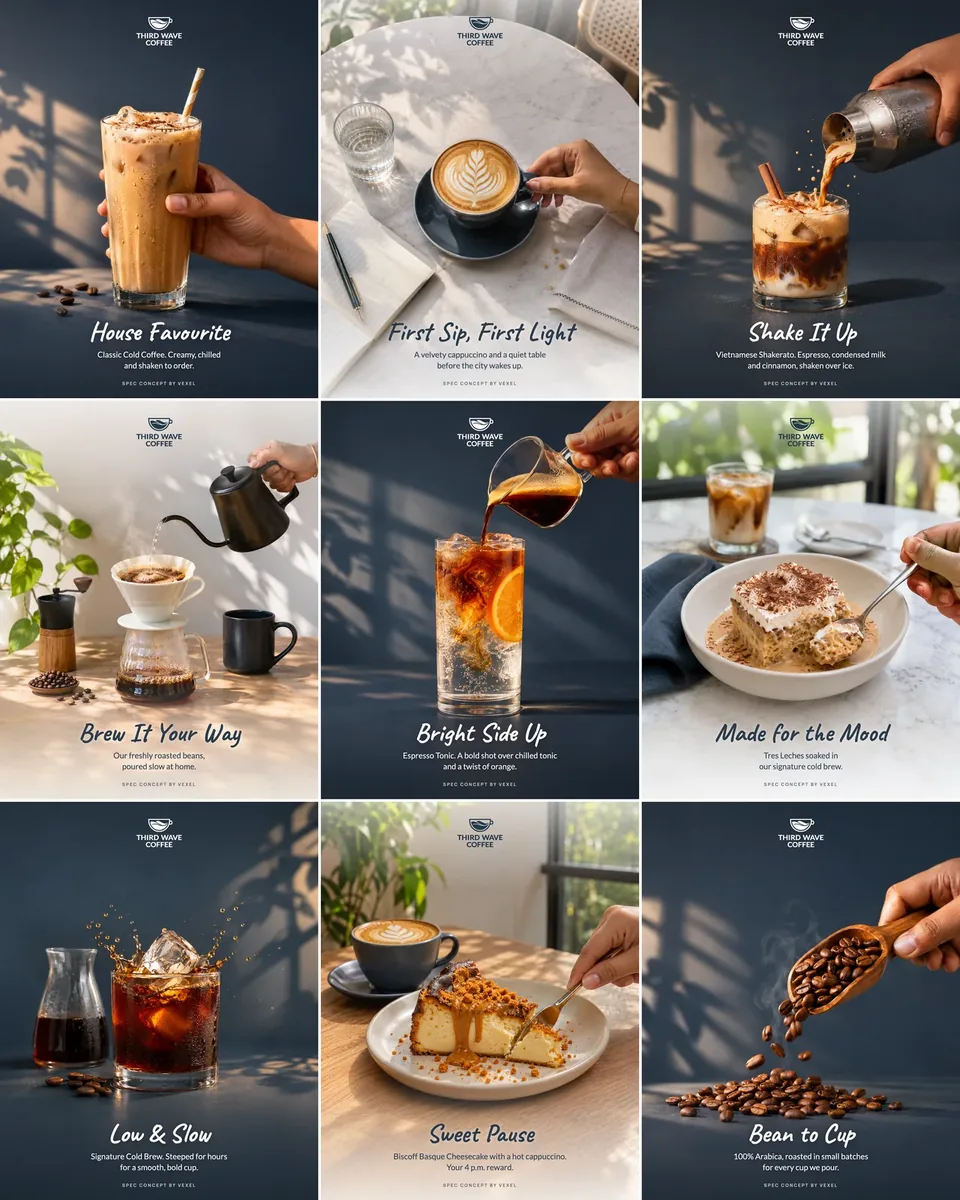 THIRD WAVE
COFFEE
House Favourite
Classic Cold Coffee. Creamy, chilled
and shaken to order.
SPEC CONCEPT BY VEXEL
THIRD WAVE
COFFEE
First Sip, First Light
A velvety cappuccino and a quiet table
before the city wakes up.
SPEC CONCEPT BY VEXEL
THIRD WAVE
COFFEE
Shake It Up
Vietnamese Shakerato. Espresso, condensed milk
and cinnamon, shaken over ice.
SPEC CONCEPT BY VEXEL
THIRD WAVE
COFFEE
Brew It Your Way
Our freshly roasted beans,
poured slow at home.
SPEC CONCEPT BY VEXEL
THIRD WAVE
COFFEE
Bright Side Up
Espresso Tonic. A bold shot over chilled tonic
and a twist of orange.
SPEC CONCEPT BY VEXEL
THIRD WAVE
COFFEE
Made for the Mood
Tres Leches soaked in
our signature cold brew.
SPEC CONCEPT BY VEXEL
THIRD WAVE
COFFEE
Low & Slow
Signature Cold Brew. Steeped for hours
for a smooth, bold cup.
SPEC CONCEPT BY VEXEL
THIRD WAVE
COFFEE
Sweet Pause
Biscoff Basque Cheesecake with a hot cappuccino.
Your 4 p.m. reward.
SPEC CONCEPT BY VEXEL
THIRD WAVE
COFFEE
Bean to Cup
100% Arabica, roasted in small batches
for every cup we pour.
SPEC CONCEPT BY VEXEL